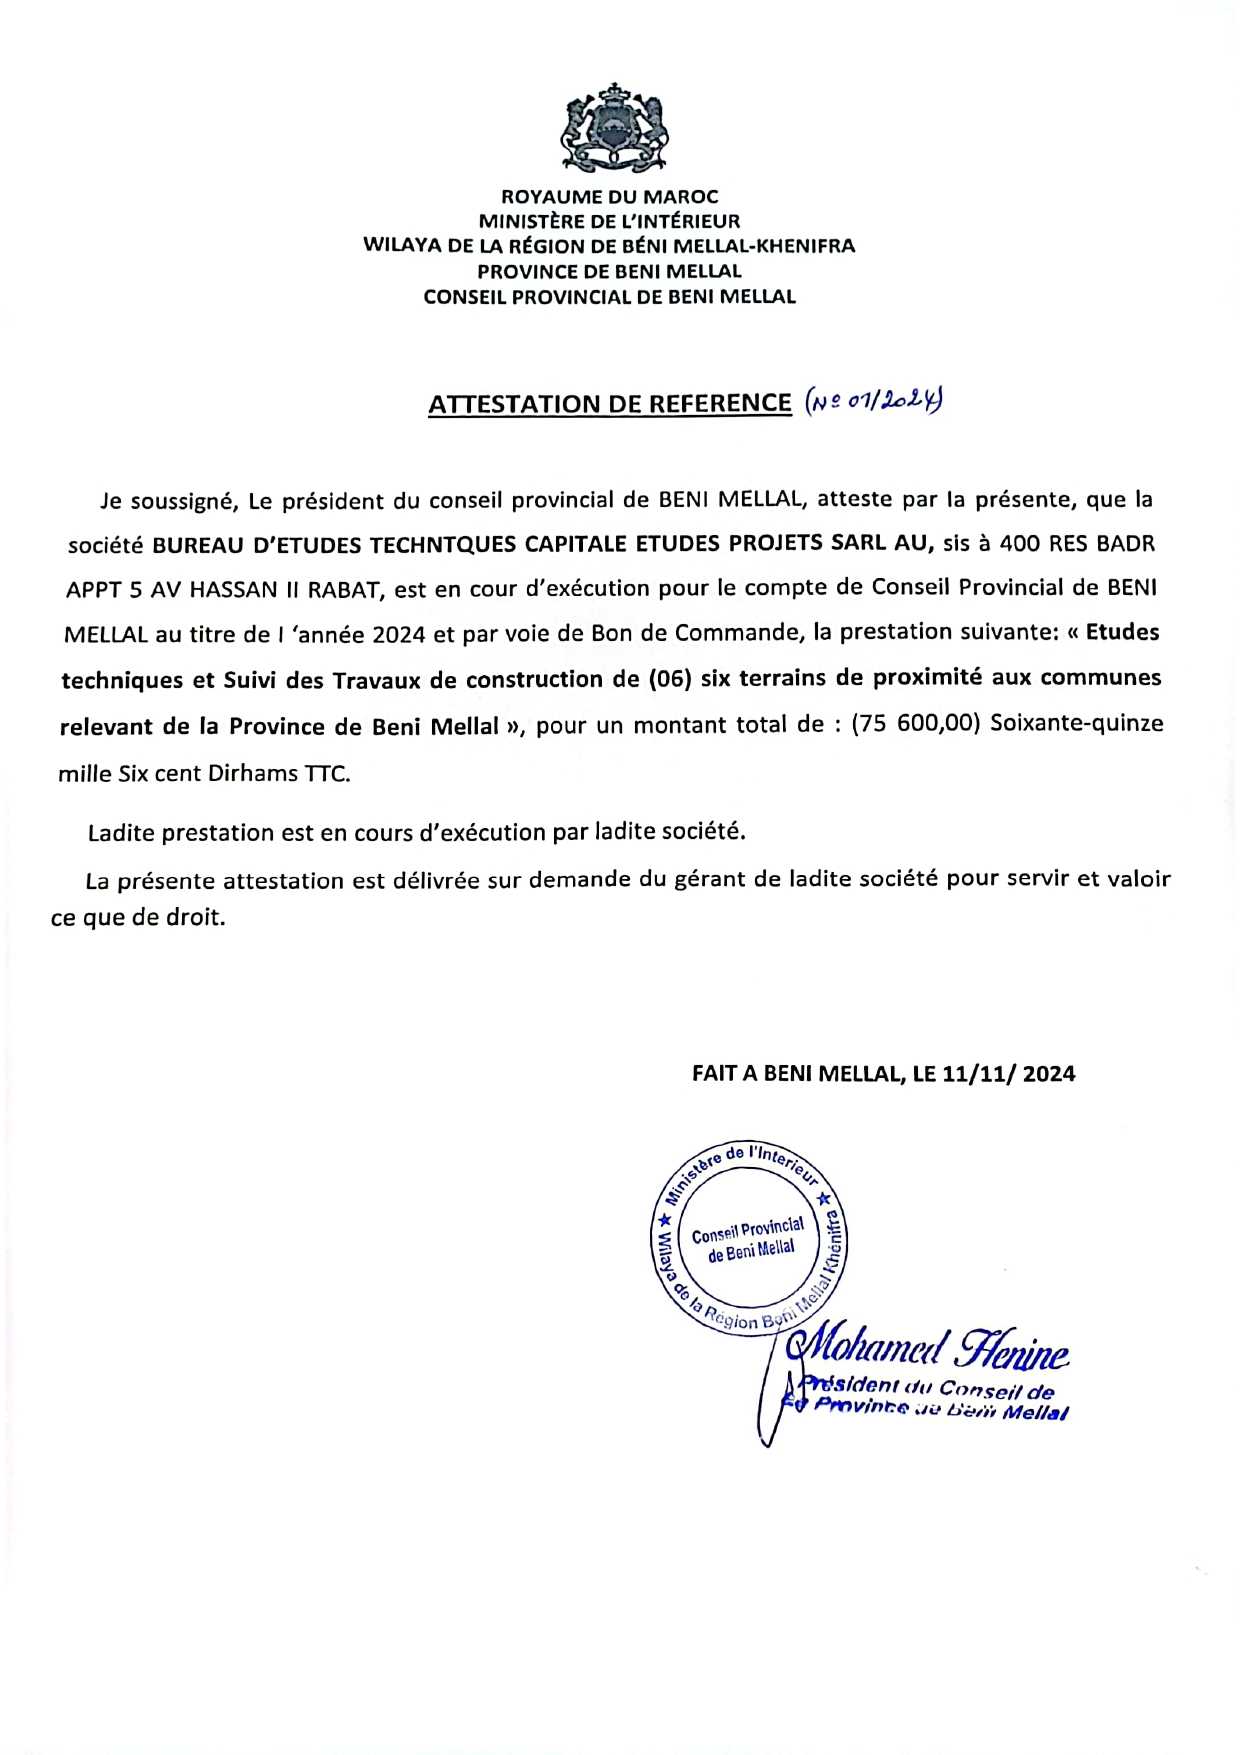 ROYAUME DU MAROC
MINISTÈRE DE L’INTÉRIEUR
WILAYA DE LA RÉGION DE BÉNI MELLAL-KHENIFRA
PROVINCE DE BENI MELLAL
CONSEIL PROVINCIAL DE BENI MELLAL
ATTESTATION DE REFERENCE (Nº 01/2024)
Je soussigné, Le président du conseil provincial de BENI MELLAL, atteste par la présente, que la
société BUREAU D’ETUDES TECHNTQUES CAPITALE ETUDES PROJETS SARL AU, sis à 400 RES BADR
APPT 5 AV HASSAN II RABAT, est en cour d’exécution pour le compte de Conseil Provincial de BENI
MELLAL au titre de l ‘année 2024 et par voie de Bon de Commande, la prestation suivante: « Etudes
techniques et Suivi des Travaux de construction de (06) six terrains de proximité aux communes
relevant de la Province de Beni Mellal », pour un montant total de : (75 600,00) Soixante-quinze
mille Six cent Dirhams TTC.
Ladite prestation est en cours d’exécution par ladite société.
La présente attestation est délivrée sur demande du gérant de ladite société pour servir et valoir
ce que de droit.
FAIT A BENI MELLAL, LE 11/11/ 2024
★ Ministère de l'Interieur ★
Wilaya de la Région Beni Mellal Khénifra
Conseil Provincial
de Beni Mellal
Mohamed Henine
Président du Conseil de
La Province de Beni Mellal